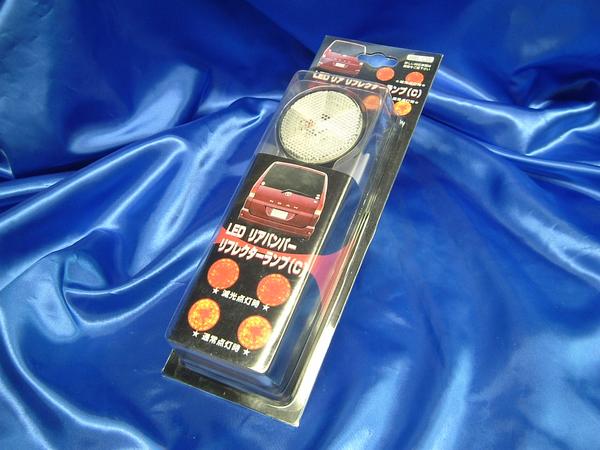 LED リア リフレクター
ランプ(C)
NOAH
LED リアバンパー
リフレクターランプ(C)
★ 減光点灯時 ★
★ 通常点灯時 ★